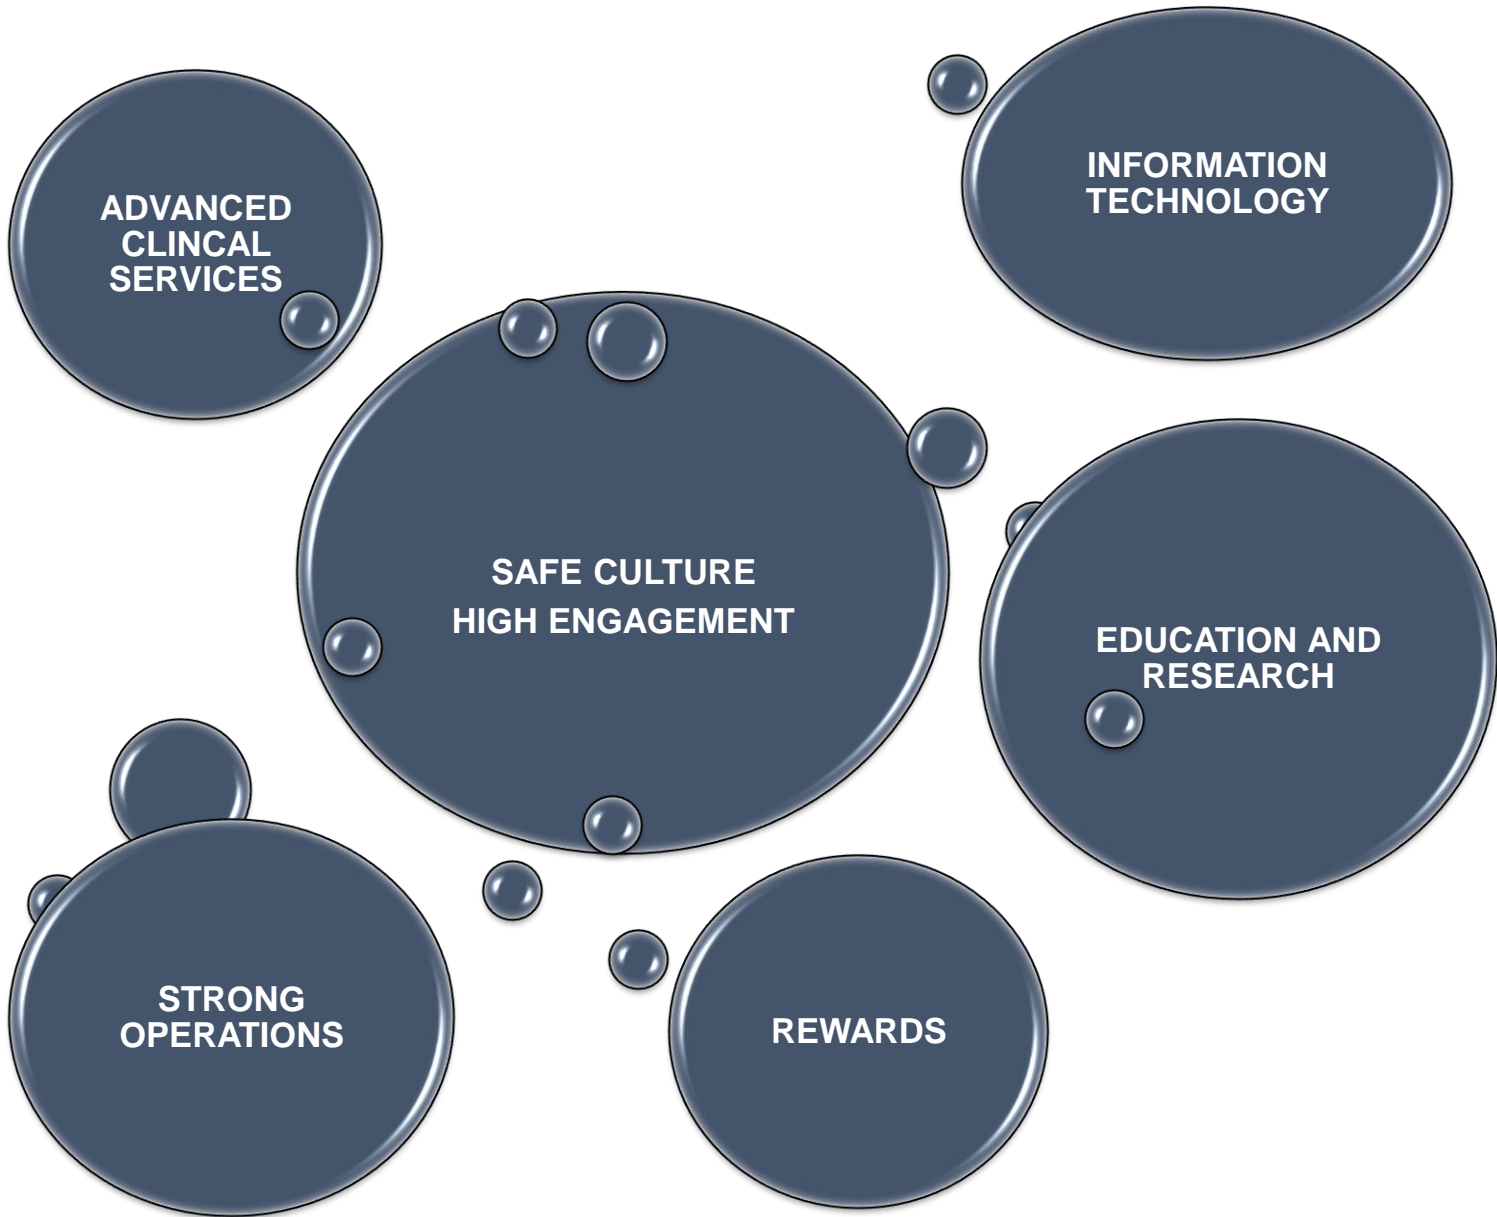 ADVANCED
CLINCAL
SERVICES
INFORMATION
TECHNOLOGY
SAFE CULTURE
HIGH ENGAGEMENT
EDUCATION AND
RESEARCH
STRONG
OPERATIONS
REWARDS